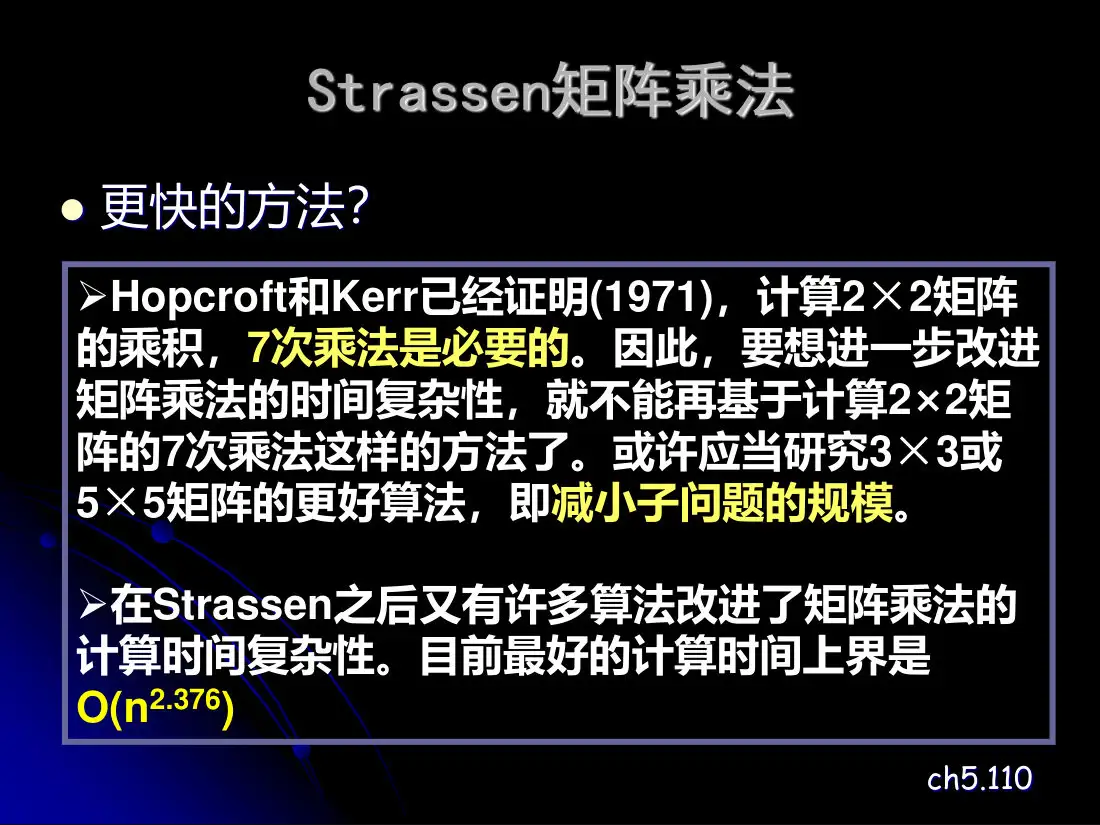 Strassen矩阵乘法
更快的方法？
➢Hopcroft和Kerr已经证明(1971)，计算2×2矩阵
的乘积，7次乘法是必要的。因此，要想进一步改进
矩阵乘法的时间复杂性，就不能再基于计算2×2矩
阵的7次乘法这样的方法了。或许应当研究3×3或
5×5矩阵的更好算法，即减小子问题的规模。
➢在Strassen之后又有许多算法改进了矩阵乘法的
计算时间复杂性。目前最好的计算时间上界是
O(n^2.376)
ch5.110